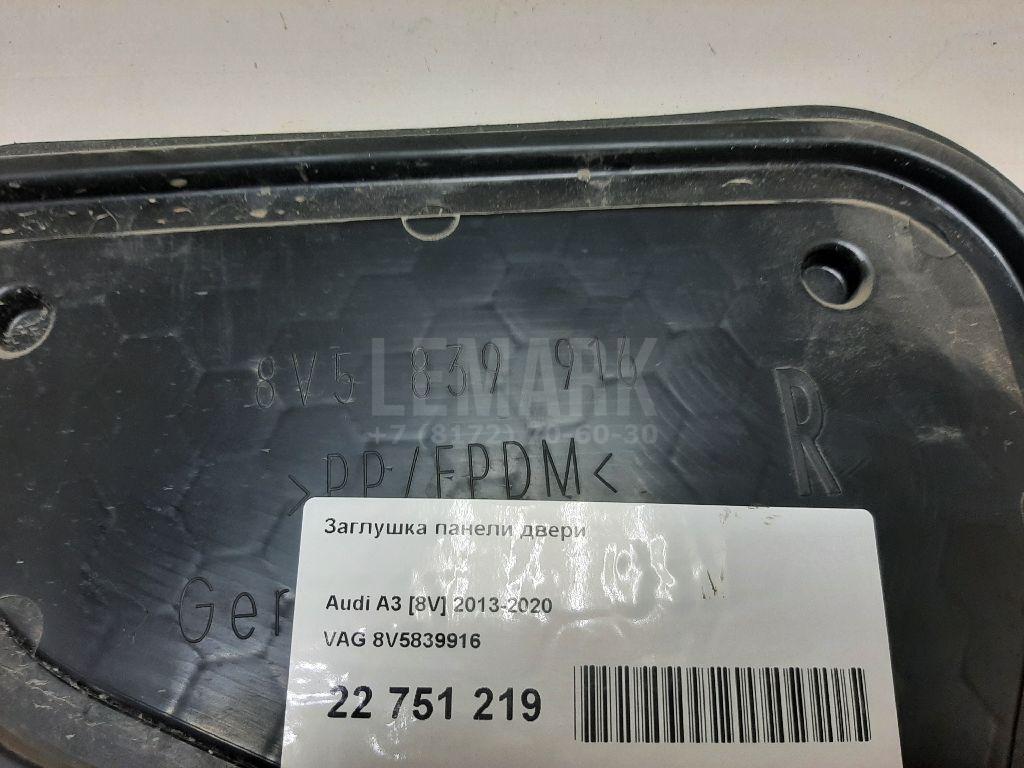 8V5 839 916
LEMARK
+7 (8172) 70-60-30
R
>PP/EPDM<
Ger
Заглушка панели двери
Audi A3 [8V] 2013-2020
VAG 8V5839916
22 751 219